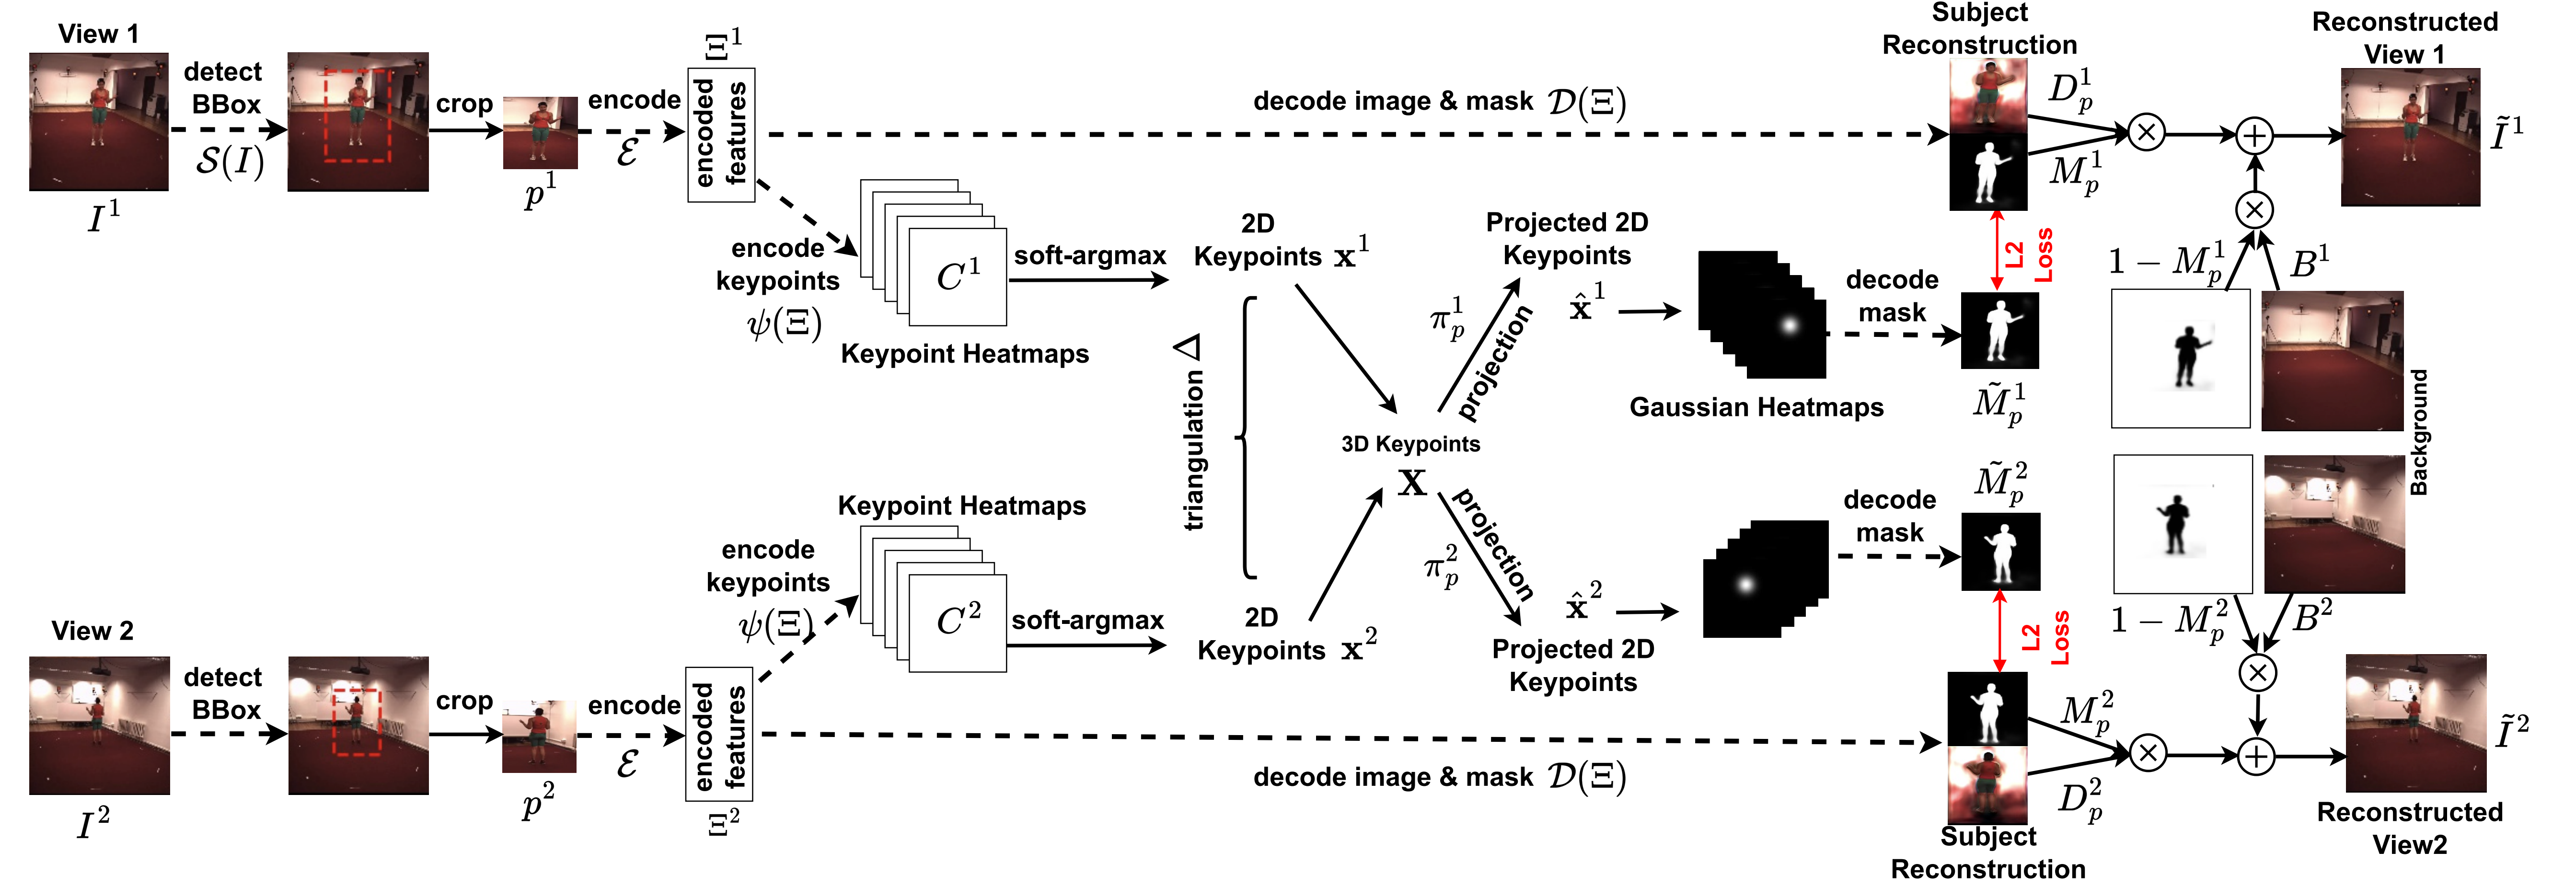 View 1
detect
BBox
S(I)
I^1
crop
p^1
encode
ℰ
Ξ^1
encoded
features
encode
keypoints
ψ(Ξ)
C^1
Keypoint Heatmaps
soft-argmax
2D
Keypoints x^1
decode image & mask 𝒟(Ξ)
triangulation Δ
3D Keypoints
X
π_p^1
projection
Projected 2D
Keypoints
x̂^1
Gaussian Heatmaps
decode
mask
M̃_p^1
L2
Loss
Subject
Reconstruction
D_p^1
M_p^1
×
+
×
1 − M_p^1
B^1
Background
Reconstructed
View 1
Ĩ^1
View 2
detect
BBox
I^2
crop
p^2
encode
ℰ
encoded
features
Ξ^2
encode
keypoints
ψ(Ξ)
Keypoint Heatmaps
C^2
soft-argmax
2D
Keypoints x^2
decode image & mask 𝒟(Ξ)
π_p^2
projection
x̂^2
Projected 2D
Keypoints
decode
mask
M̃_p^2
L2
Loss
M_p^2
D_p^2
Subject
Reconstruction
1 − M_p^2
B^2
×
×
+
Ĩ^2
Reconstructed
View2